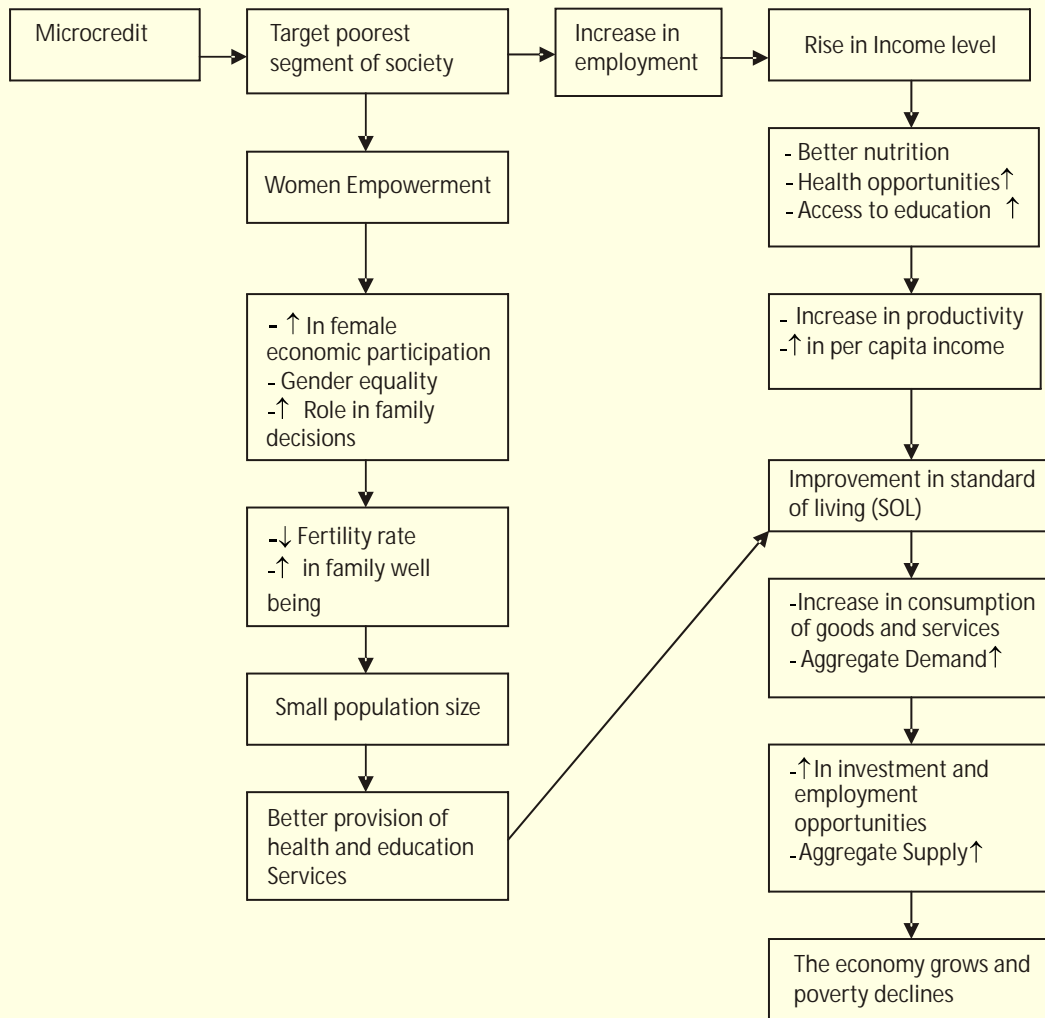 Microcredit
Target poorest
segment of society
Increase in
employment
Rise in Income level
Women Empowerment
- ↑ In female
economic participation
- Gender equality
-↑ Role in family
decisions
-↓ Fertility rate
-↑ in family well
being
Small population size
Better provision of
health and education
Services
- Better nutrition
- Health opportunities↑
- Access to education ↑
- Increase in productivity
-↑ in per capita income
Improvement in standard
of living (SOL)
-Increase in consumption
of goods and services
- Aggregate Demand↑
-↑ In investment and
employment
opportunities
- Aggregate Supply↑
The economy grows and
poverty declines